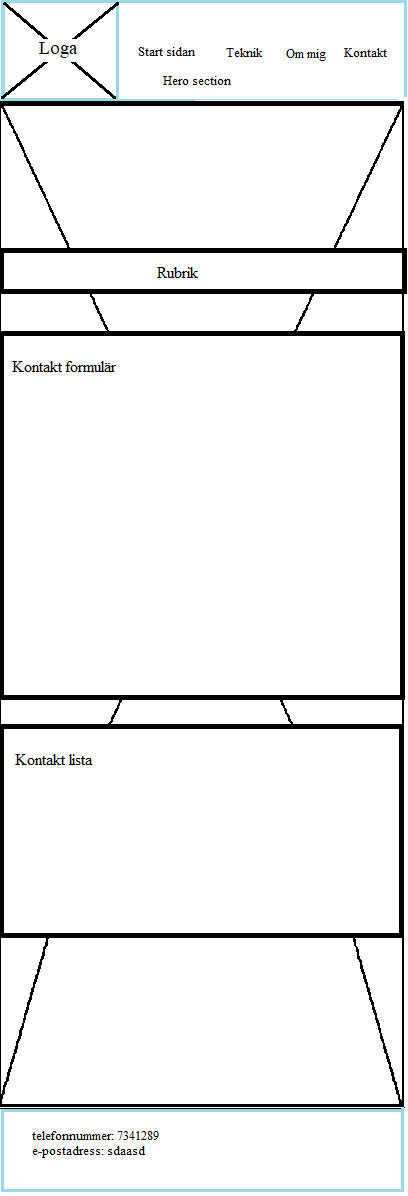 Loga
Start sidan Teknik Om mig Kontakt
Hero section
Rubrik
Kontakt formulär
Kontakt lista
telefonnummer: 7341289
e-postadress: sdaasd